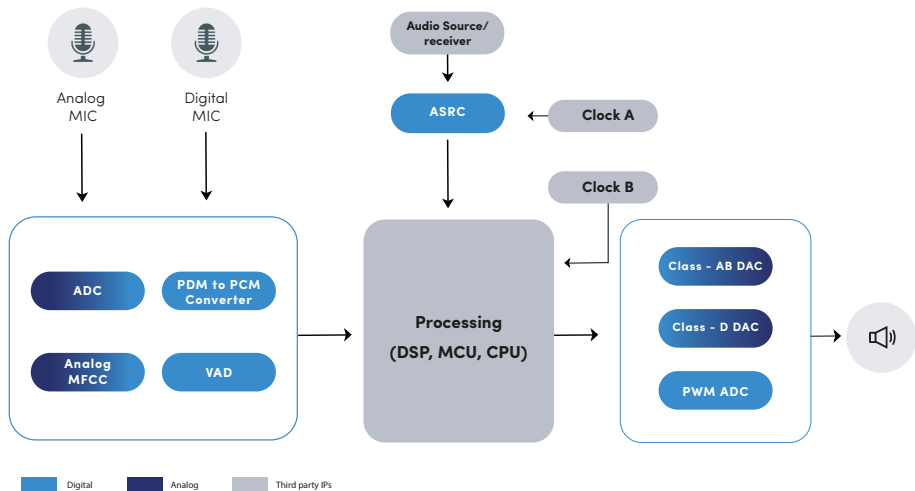 Analog
MIC
Digital
MIC
Audio Source/
receiver
ASRC
Clock A
Clock B
ADC
PDM to PCM
Converter
Analog
MFCC
VAD
Processing
(DSP, MCU, CPU)
Class - AB DAC
Class - D DAC
PWM ADC
Digital
Analog
Third party IPs